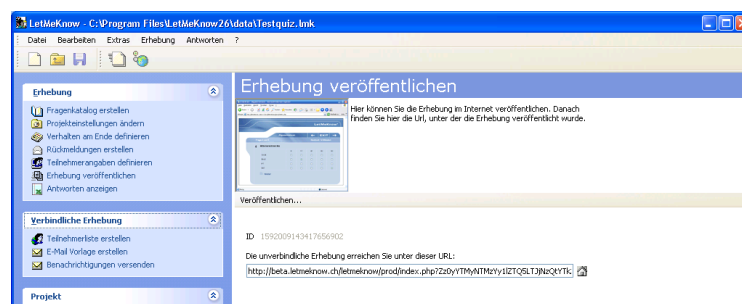 LetMeKnow - C:\Program Files\LetMeKnow26\data\Testquiz.lmk
Datei Bearbeiten Extras Erhebung Antworten ?
Erhebung
Fragenkatalog erstellen
Projekteinstellungen ändern
Verhalten am Ende definieren
Rückmeldungen erstellen
Teilnehmerangaben definieren
Erhebung veröffentlichen
Antworten anzeigen
Verbindliche Erhebung
Teilnehmerliste erstellen
E-Mail Vorlage erstellen
Benachrichtigungen versenden
Projekt
Erhebung veröffentlichen
Hier können Sie die Erhebung im Internet veröffentlichen. Danach
finden Sie hier die Url, unter der die Erhebung veröffentlicht wurde.
Veröffentlichen...
ID 1592009143417656902
Die unverbindliche Erhebung erreichen Sie unter dieser URL:
http://beta.letmeknow.ch/letmeknow/prod/index.php?Zz0yYTMyNTMzYy1lZTQ5LTJjNzQtYTk